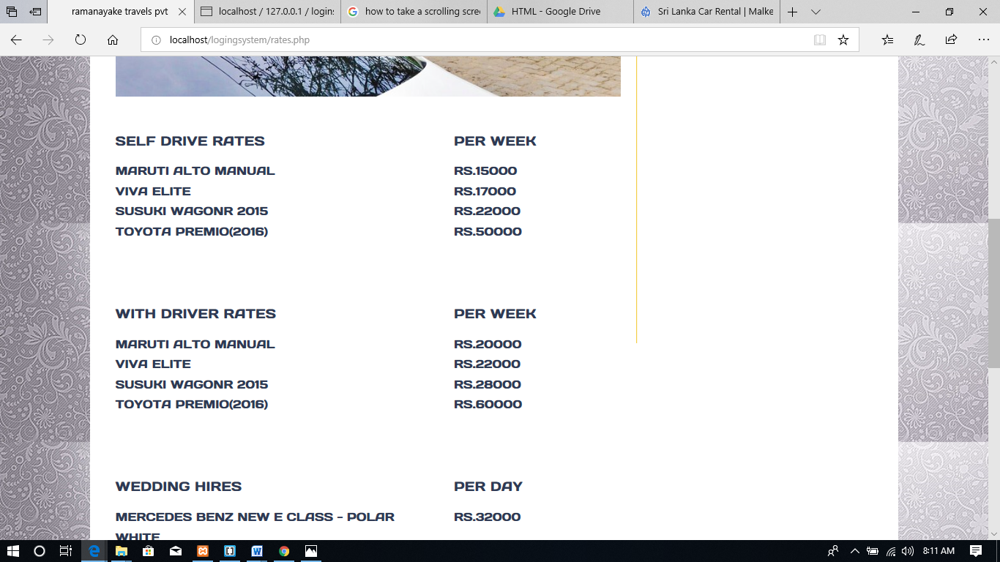 ramanayake travels pvt
localhost / 127.0.0.1 / logins
how to take a scrolling scree
HTML - Google Drive
Sri Lanka Car Rental | Malke
localhost/logingsystem/rates.php
SELF DRIVE RATES PER WEEK
MARUTI ALTO MANUAL RS.15000
VIVA ELITE RS.17000
SUSUKI WAGONR 2015 RS.22000
TOYOTA PREMIO(2016) RS.50000
WITH DRIVER RATES PER WEEK
MARUTI ALTO MANUAL RS.20000
VIVA ELITE RS.22000
SUSUKI WAGONR 2015 RS.28000
TOYOTA PREMIO(2016) RS.60000
WEDDING HIRES PER DAY
MERCEDES BENZ NEW E CLASS - POLAR RS.32000
WHITE
8:11 AM